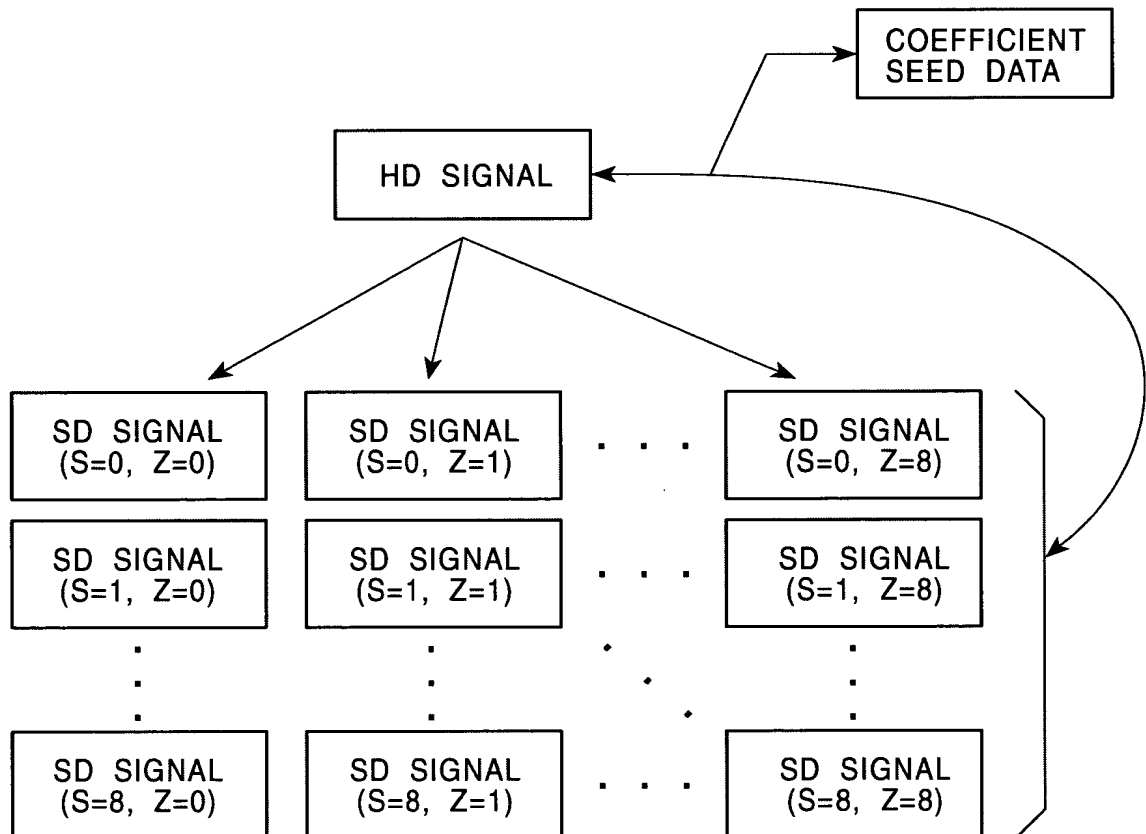 COEFFICIENT
SEED DATA
HD SIGNAL
SD SIGNAL
(S=0, Z=0)
SD SIGNAL
(S=0, Z=1)
SD SIGNAL
(S=0, Z=8)
SD SIGNAL
(S=1, Z=0)
SD SIGNAL
(S=1, Z=1)
SD SIGNAL
(S=1, Z=8)
SD SIGNAL
(S=8, Z=0)
SD SIGNAL
(S=8, Z=1)
SD SIGNAL
(S=8, Z=8)